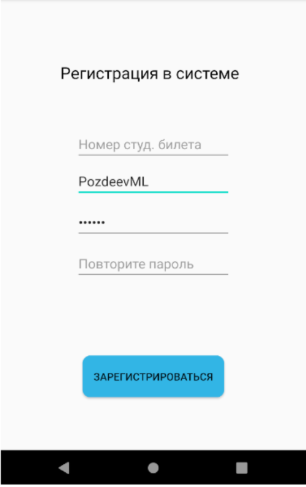 Регистрация в системе
Номер студ. билета
PozdeevML
••••••
Повторите пароль
ЗАРЕГИСТРИРОВАТЬСЯ